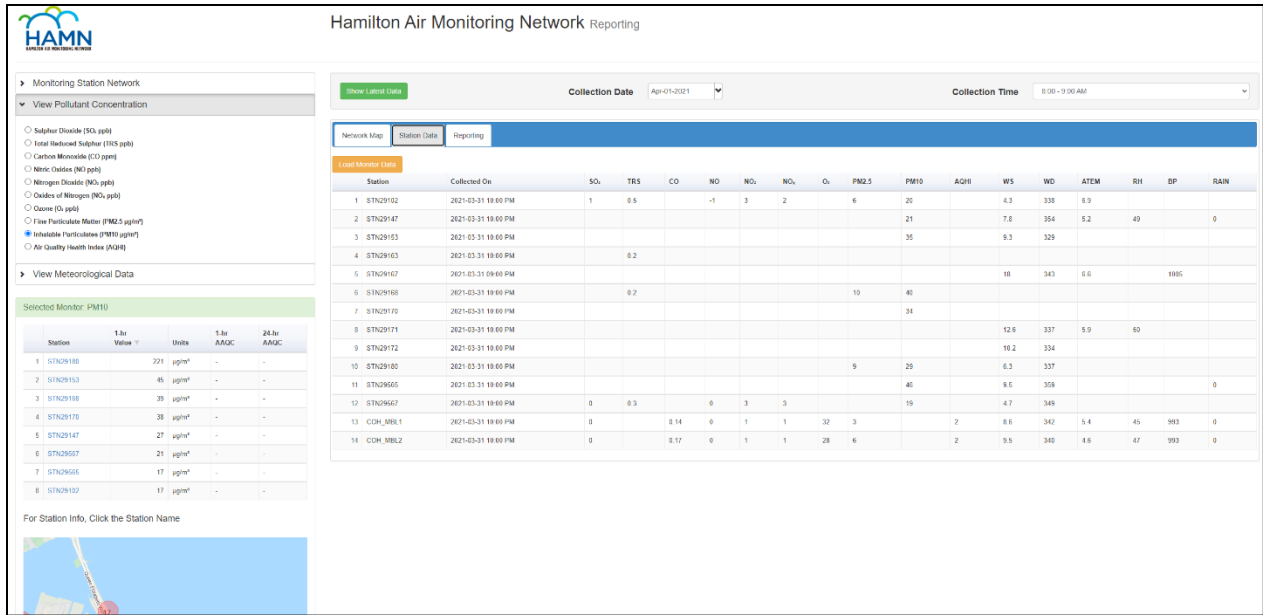 HAMN
HAMILTON AIR MONITORING NETWORK
Hamilton Air Monitoring Network Reporting
Monitoring Station Network
View Pollutant Concentration
Sulphur Dioxide (SO₂ ppb)
Total Reduced Sulphur (TRS ppb)
Carbon Monoxide (CO ppm)
Nitric Oxides (NO ppb)
Nitrogen Dioxide (NO₂ ppb)
Oxides of Nitrogen (NOₓ ppb)
Ozone (O₃ ppb)
Fine Particulate Matter (PM2.5 µg/m³)
Inhalable Particulates (PM10 µg/m³)
Air Quality Health Index (AQHI)
View Meteorological Data
Selected Monitor: PM10
Station 1-hr Value Units 1-hr AAQC 24-hr AAQC
1 STN29180 221 µg/m³ - -
2 STN29153 45 µg/m³ - -
3 STN29168 39 µg/m³ - -
4 STN29170 38 µg/m³ - -
5 STN29147 27 µg/m³ - -
6 STN29567 21 µg/m³ - -
7 STN29565 17 µg/m³ - -
8 STN29102 17 µg/m³ - -
For Station Info, Click the Station Name
17
Show Latest Data Collection Date Apr-01-2021 Collection Time 8:00 - 9:00 AM
Network Map Station Data Reporting
Load Monitor Data
Station Collected On SO₂ TRS CO NO NO₂ NOₓ O₃ PM2.5 PM10 AQHI WS WD ATEM RH BP RAIN
1 STN29102 2021-03-31 10:00 PM 1 0.5 -1 3 2 6 20 4.3 338 6.9
2 STN29147 2021-03-31 10:00 PM 21 7.8 354 5.2 49 0
3 STN29153 2021-03-31 10:00 PM 35 9.3 329
4 STN29163 2021-03-31 10:00 PM 0.2
5 STN29167 2021-03-31 09:00 PM 18 343 6.6 1005
6 STN29168 2021-03-31 10:00 PM 0.2 10 40
7 STN29170 2021-03-31 10:00 PM 34
8 STN29171 2021-03-31 10:00 PM 12.6 337 5.9 60
9 STN29172 2021-03-31 10:00 PM 10.2 334
10 STN29180 2021-03-31 10:00 PM 9 29 6.3 337
11 STN29565 2021-03-31 10:00 PM 46 9.5 359 0
12 STN29567 2021-03-31 10:00 PM 0 0.3 0 3 3 19 4.7 349
13 COH_MBL1 2021-03-31 10:00 PM 0 0.14 0 1 1 32 3 2 8.6 342 5.4 45 993 0
14 COH_MBL2 2021-03-31 10:00 PM 0 0.17 0 1 1 28 6 2 9.5 340 4.6 47 993 0